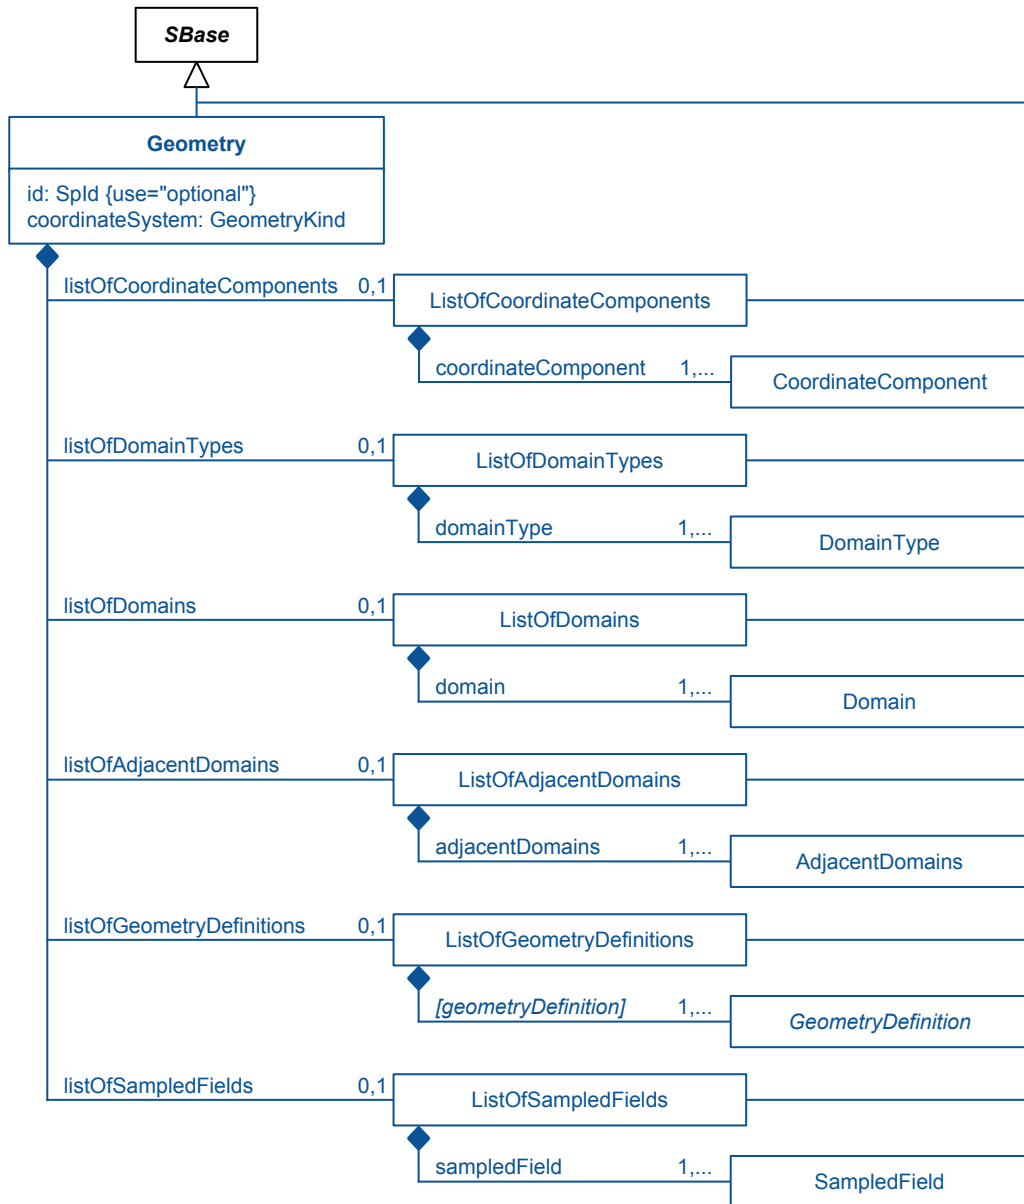 SBase
Geometry
id: SpId {use="optional"}
coordinateSystem: GeometryKind
listOfCoordinateComponents 0,1
ListOfCoordinateComponents
coordinateComponent 1,...
CoordinateComponent
listOfDomainTypes 0,1
ListOfDomainTypes
domainType 1,...
DomainType
listOfDomains 0,1
ListOfDomains
domain 1,...
Domain
listOfAdjacentDomains 0,1
ListOfAdjacentDomains
adjacentDomains 1,...
AdjacentDomains
listOfGeometryDefinitions 0,1
ListOfGeometryDefinitions
[geometryDefinition] 1,...
GeometryDefinition
listOfSampledFields 0,1
ListOfSampledFields
sampledField 1,...
SampledField